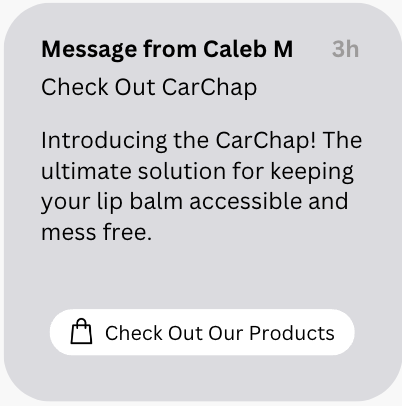 Message from Caleb M 3h
Check Out CarChap
Introducing the CarChap! The
ultimate solution for keeping
your lip balm accessible and
mess free.
Check Out Our Products